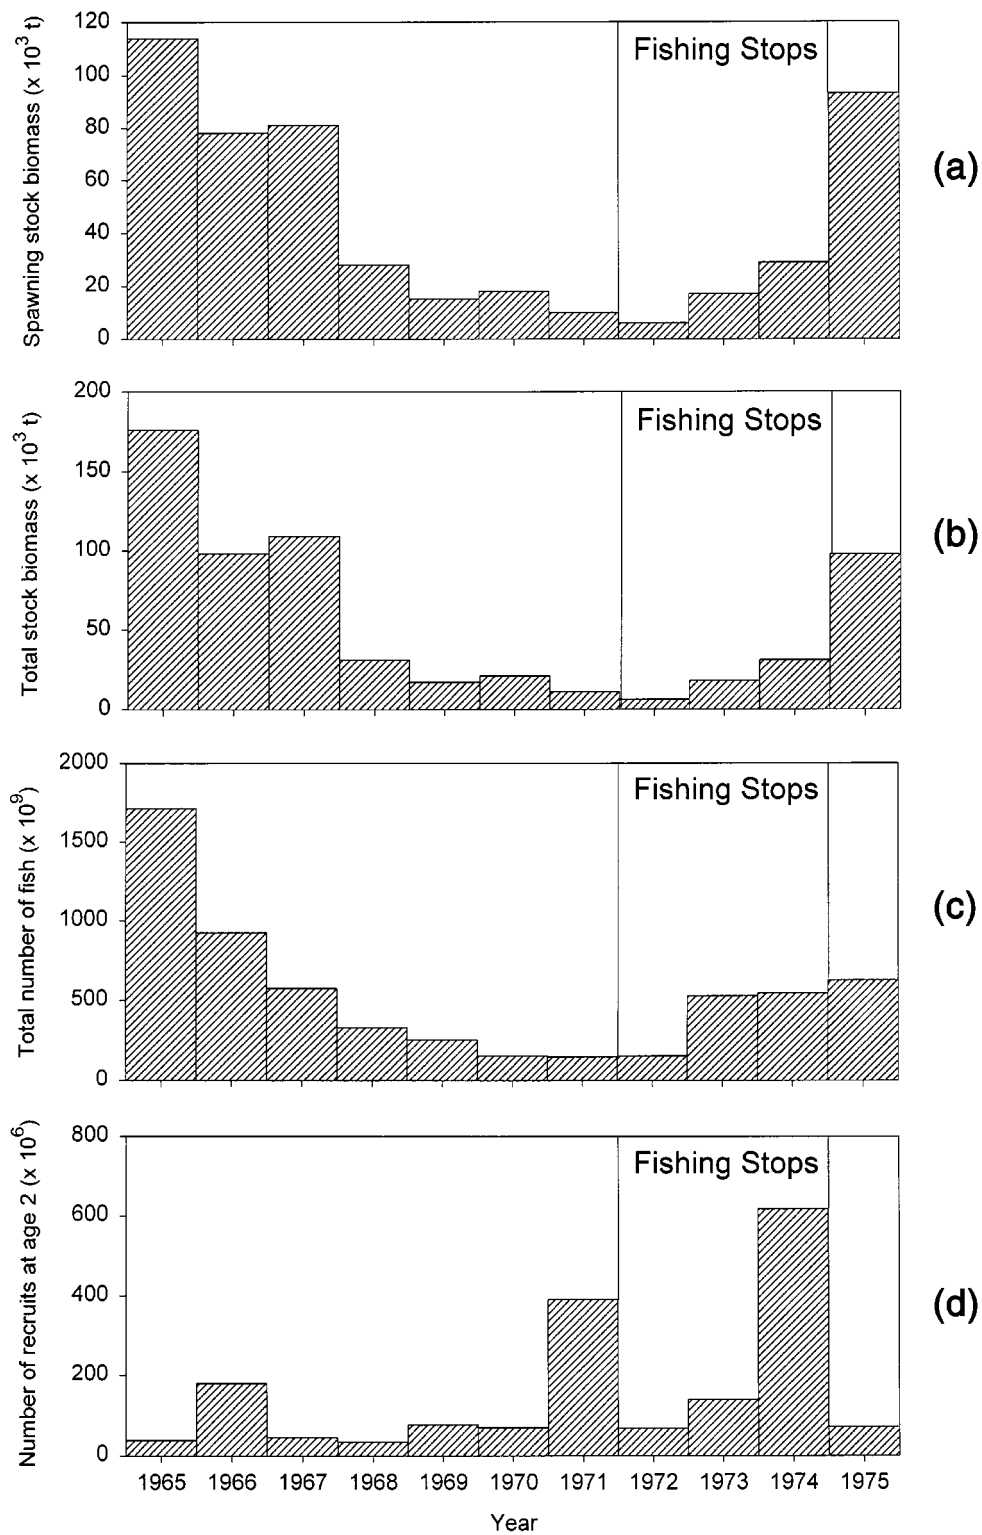 Spawning stock biomass (x 10³ t)
120
100
80
60
40
20
0
Fishing Stops
(a)
Total stock biomass (x 10³ t)
200
150
100
50
0
Fishing Stops
(b)
Total number of fish (x 10⁹)
2000
1500
1000
500
0
Fishing Stops
(c)
Number of recruits at age 2 (x 10⁶)
800
600
400
200
0
Fishing Stops
(d)
1965 1966 1967 1968 1969 1970 1971 1972 1973 1974 1975
Year